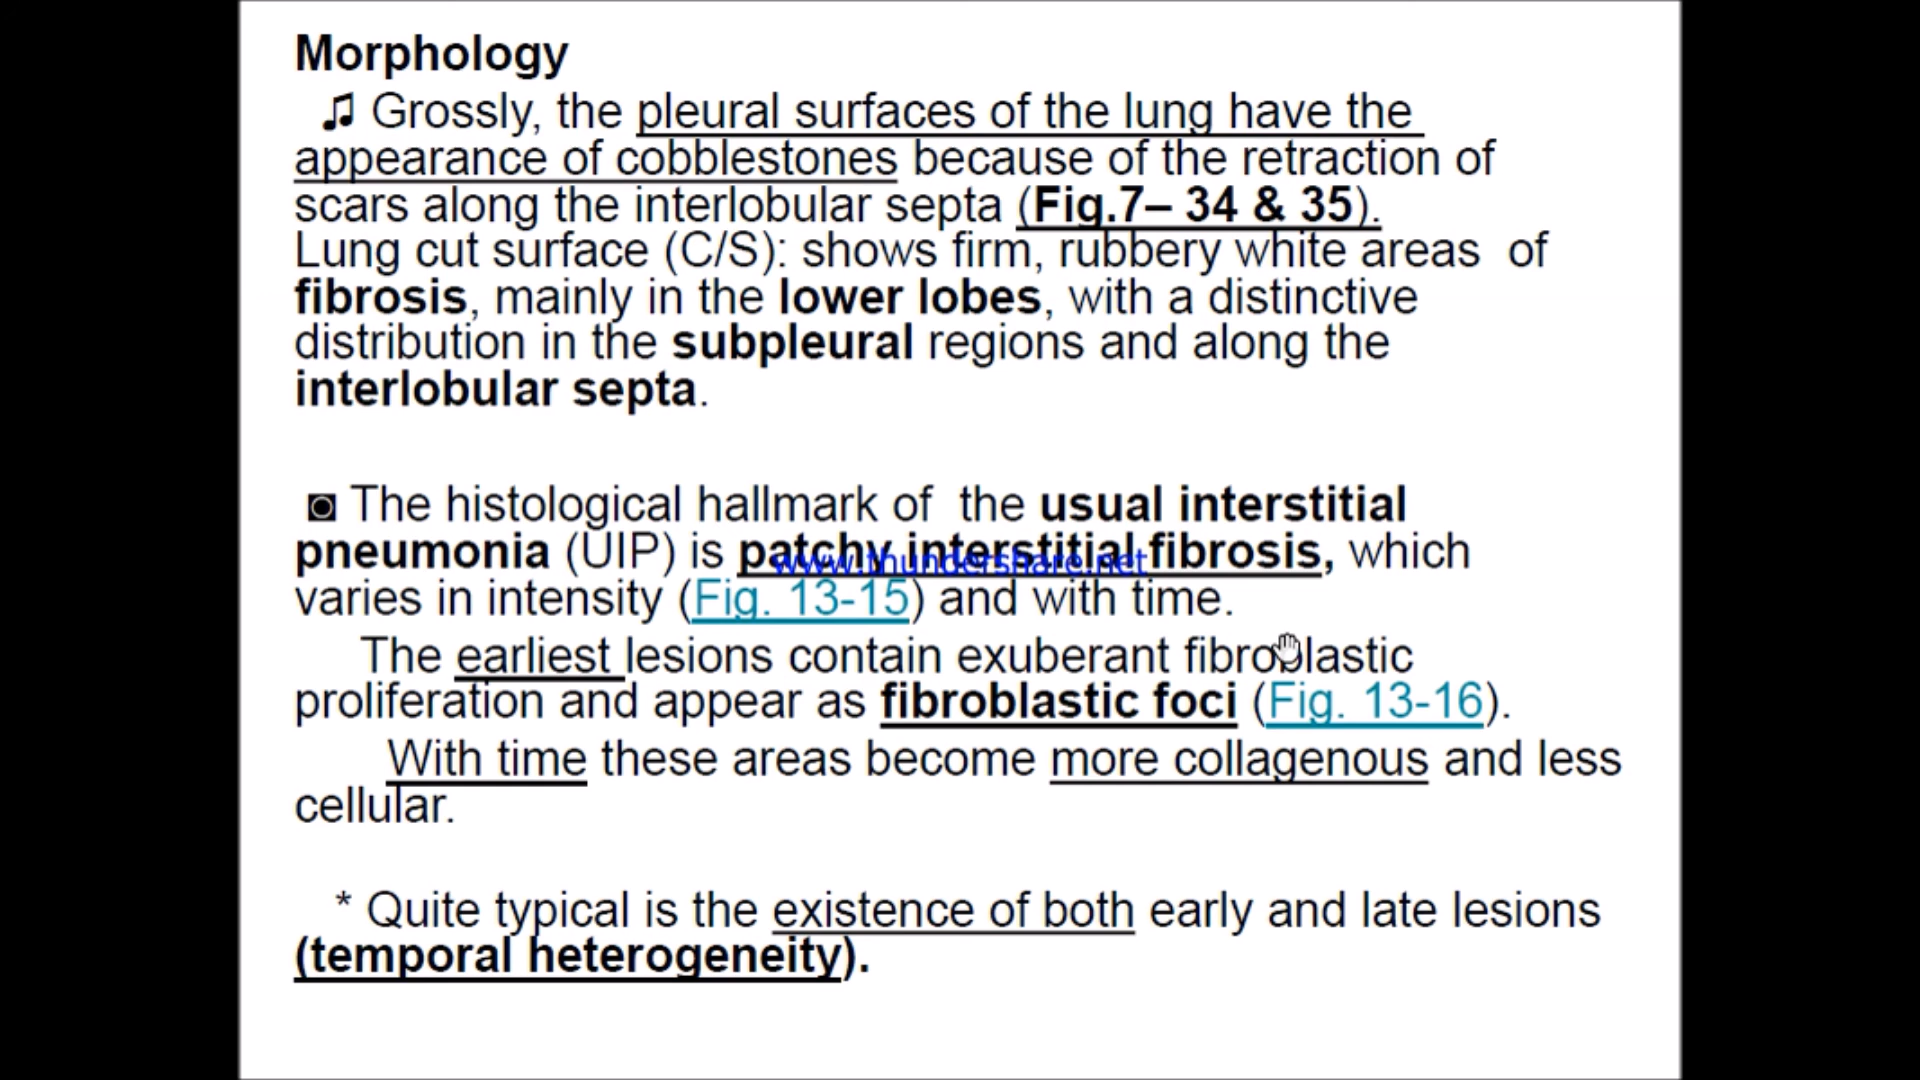 Morphology
♫ Grossly, the pleural surfaces of the lung have the
appearance of cobblestones because of the retraction of
scars along the interlobular septa (Fig.7– 34 & 35).
Lung cut surface (C/S): shows firm, rubbery white areas of
fibrosis, mainly in the lower lobes, with a distinctive
distribution in the subpleural regions and along the
interlobular septa.
◙ The histological hallmark of the usual interstitial
pneumonia (UIP) is patchy interstitial fibrosis, which
www.thundershare.net
varies in intensity (Fig. 13-15) and with time.
The earliest lesions contain exuberant fibroblastic
proliferation and appear as fibroblastic foci (Fig. 13-16).
With time these areas become more collagenous and less
cellular.
* Quite typical is the existence of both early and late lesions
(temporal heterogeneity).